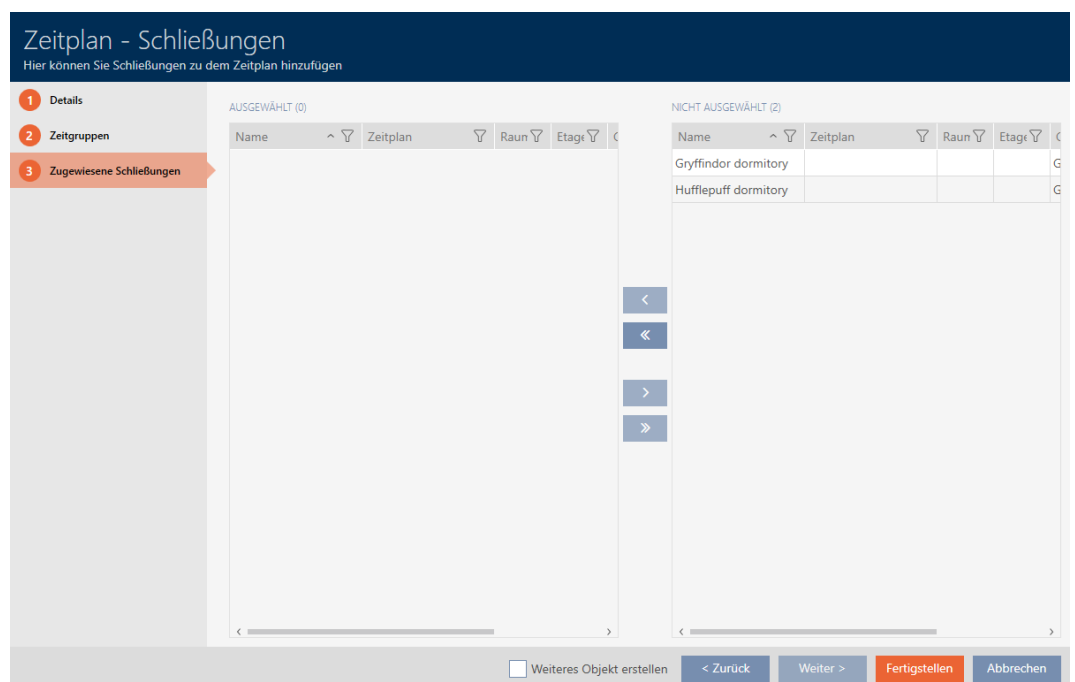 Zeitplan - Schließungen
Hier können Sie Schließungen zu dem Zeitplan hinzufügen
1 Details
2 Zeitgruppen
3 Zugewiesene Schließungen
AUSGEWÄHLT (0)
Name Zeitplan Raum Etage
NICHT AUSGEWÄHLT (2)
Name Zeitplan Raum Etage
Gryffindor dormitory G
Hufflepuff dormitory G
Weiteres Objekt erstellen
< Zurück
Weiter >
Fertigstellen
Abbrechen